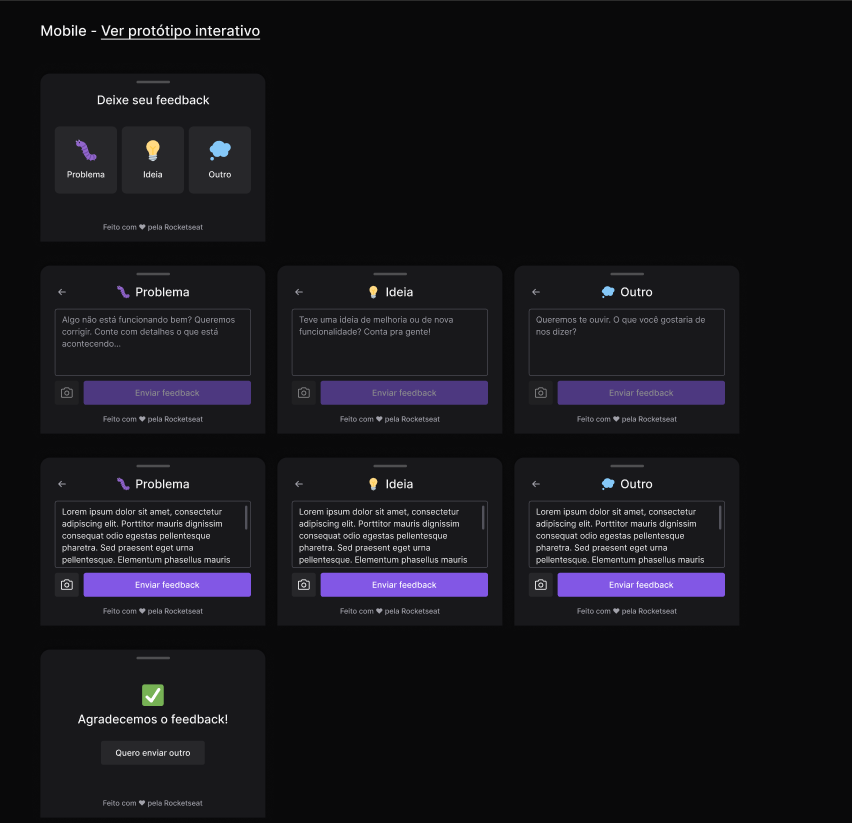 Mobile - Ver protótipo interativo
Deixe seu feedback
Problema
Ideia
Outro
Feito com ❤ pela Rocketseat
Problema
Algo não está funcionando bem? Queremos
corrigir. Conte com detalhes o que está
acontecendo...
Enviar feedback
Feito com ❤ pela Rocketseat
Ideia
Teve uma ideia de melhoria ou de nova
funcionalidade? Conta pra gente!
Enviar feedback
Feito com ❤ pela Rocketseat
Outro
Queremos te ouvir. O que você gostaria de
nos dizer?
Enviar feedback
Feito com ❤ pela Rocketseat
Problema
Lorem ipsum dolor sit amet, consectetur
adipiscing elit. Porttitor mauris dignissim
consequat odio egestas pellentesque
pharetra. Sed praesent eget urna
pellentesque. Elementum phasellus mauris
Enviar feedback
Feito com ❤ pela Rocketseat
Ideia
Lorem ipsum dolor sit amet, consectetur
adipiscing elit. Porttitor mauris dignissim
consequat odio egestas pellentesque
pharetra. Sed praesent eget urna
pellentesque. Elementum phasellus mauris
Enviar feedback
Feito com ❤ pela Rocketseat
Outro
Lorem ipsum dolor sit amet, consectetur
adipiscing elit. Porttitor mauris dignissim
consequat odio egestas pellentesque
pharetra. Sed praesent eget urna
pellentesque. Elementum phasellus mauris
Enviar feedback
Feito com ❤ pela Rocketseat
Agradecemos o feedback!
Quero enviar outro
Feito com ❤ pela Rocketseat